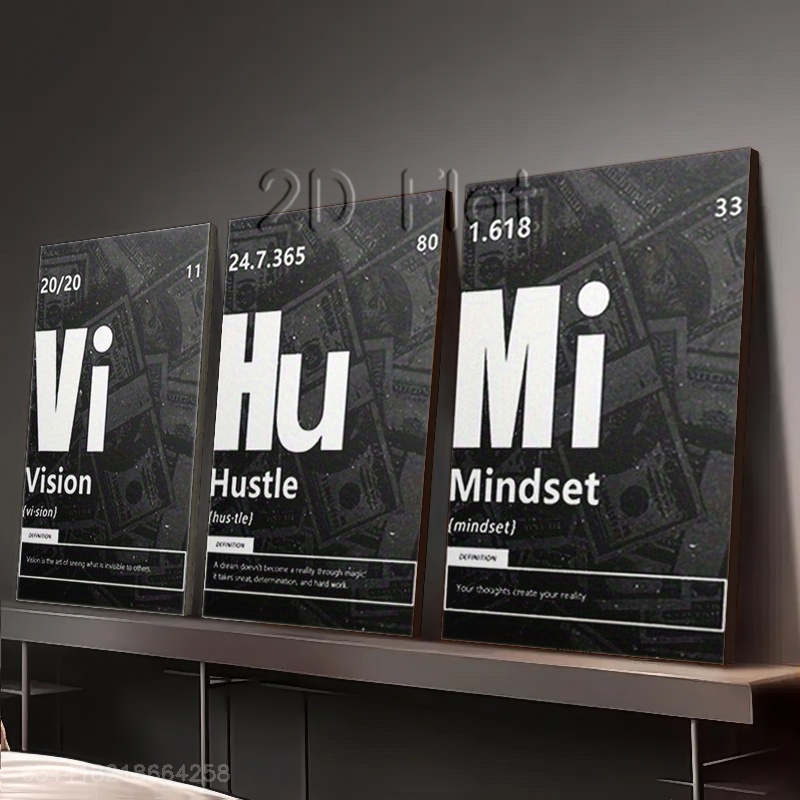 2D Flat
20/20
11
Vi
Vision
{vi·sion}
DEFINITION
Vision is the art of seeing what is invisible to others.
24.7.365
80
Hu
Hustle
{hus·tle}
DEFINITION
A dream doesn't become a reality through magic;
it takes sweat, determination, and hard work.
1.618
33
Mi
Mindset
{mindset}
DEFINITION
Your thoughts create your reality